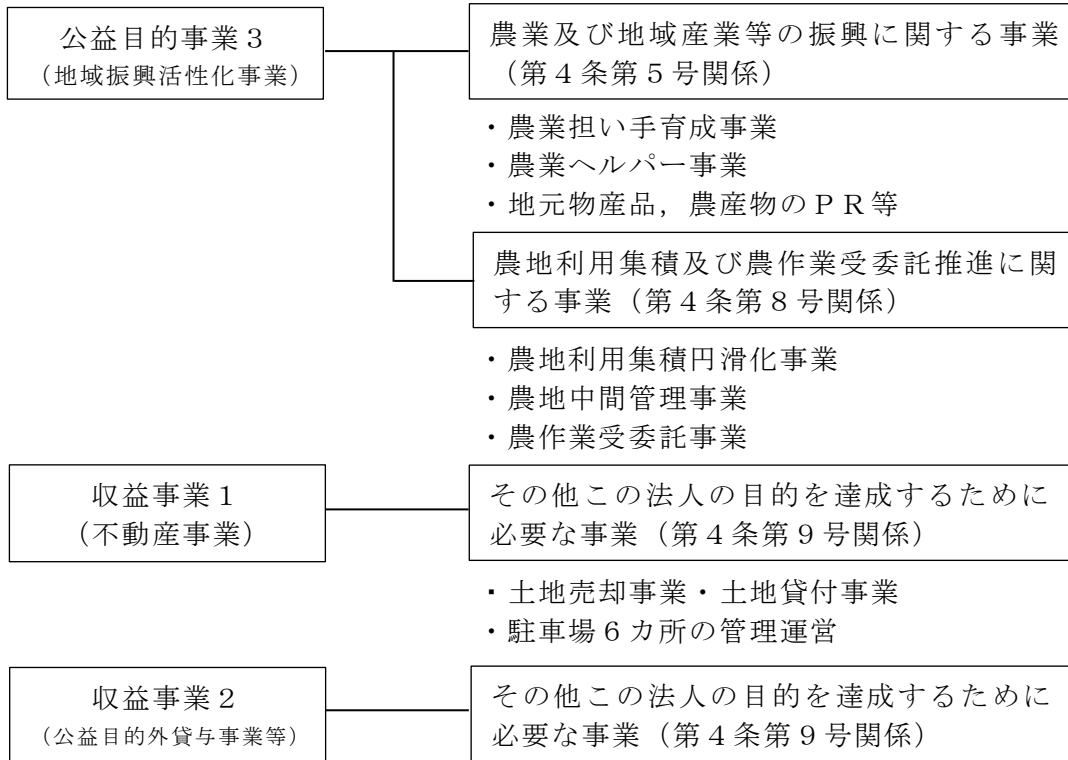 公益目的事業３
（地域振興活性化事業）
農業及び地域産業等の振興に関する事業
（第４条第５号関係）
・農業担い手育成事業
・農業ヘルパー事業
・地元物産品，農産物のＰＲ等
農地利用集積及び農作業受委託推進に関
する事業（第４条第８号関係）
・農地利用集積円滑化事業
・農地中間管理事業
・農作業受委託事業
収益事業１
（不動産事業）
その他この法人の目的を達成するために
必要な事業（第４条第９号関係）
・土地売却事業・土地貸付事業
・駐車場６カ所の管理運営
収益事業２
（公益目的外貸与事業等）
その他この法人の目的を達成するために
必要な事業（第４条第９号関係）